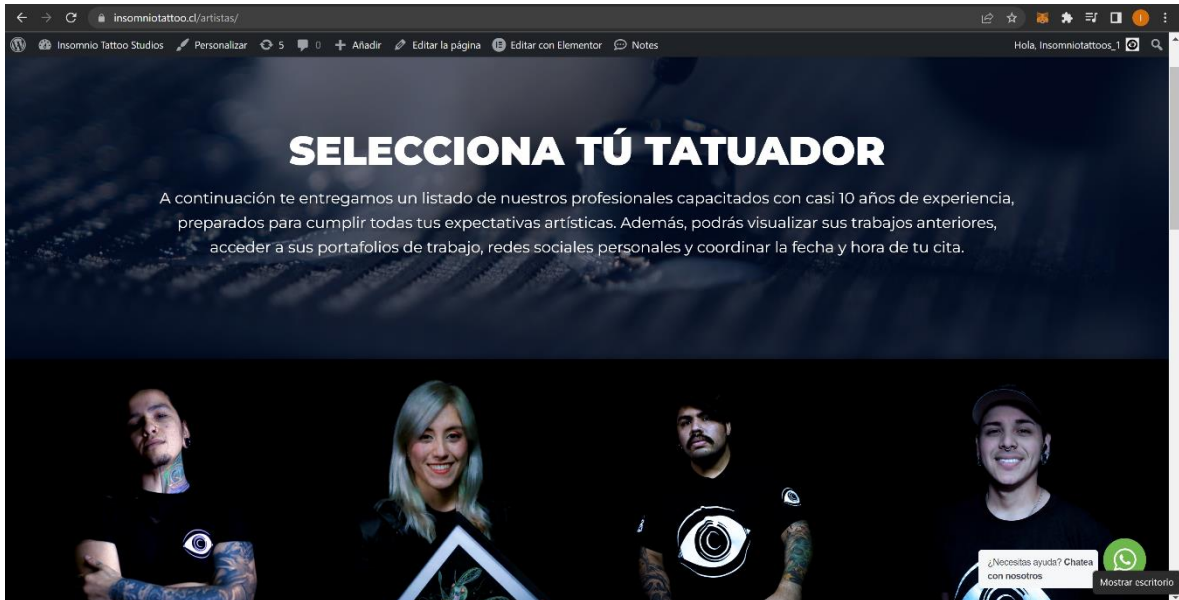 insomniotattoo.cl/artistas/
Insomnio Tattoo Studios Personalizar 5 0 Añadir Editar la página Editar con Elementor Notes Hola, Insomniotattoos_1
SELECCIONA TÚ TATUADOR
A continuación te entregamos un listado de nuestros profesionales capacitados con casi 10 años de experiencia,
preparados para cumplir todas tus expectativas artísticas. Además, podrás visualizar sus trabajos anteriores,
acceder a sus portafolios de trabajo, redes sociales personales y coordinar la fecha y hora de tu cita.
¿Necesitas ayuda? Chatea
con nosotros
Mostrar escritorio